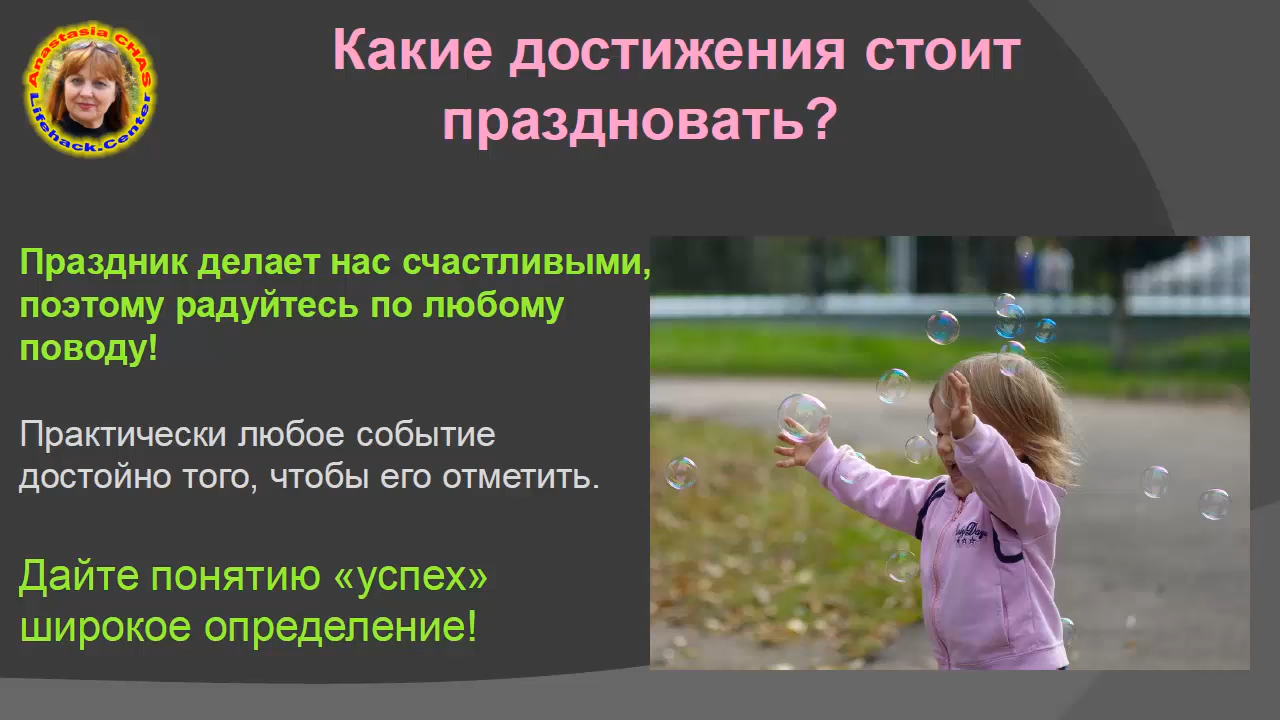 Anastasia CHAS
Lifehack.Center
Какие достижения стоит
праздновать?
Праздник делает нас счастливыми,
поэтому радуйтесь по любому
поводу!
Практически любое событие
достойно того, чтобы его отметить.
Дайте понятию «успех»
широкое определение!